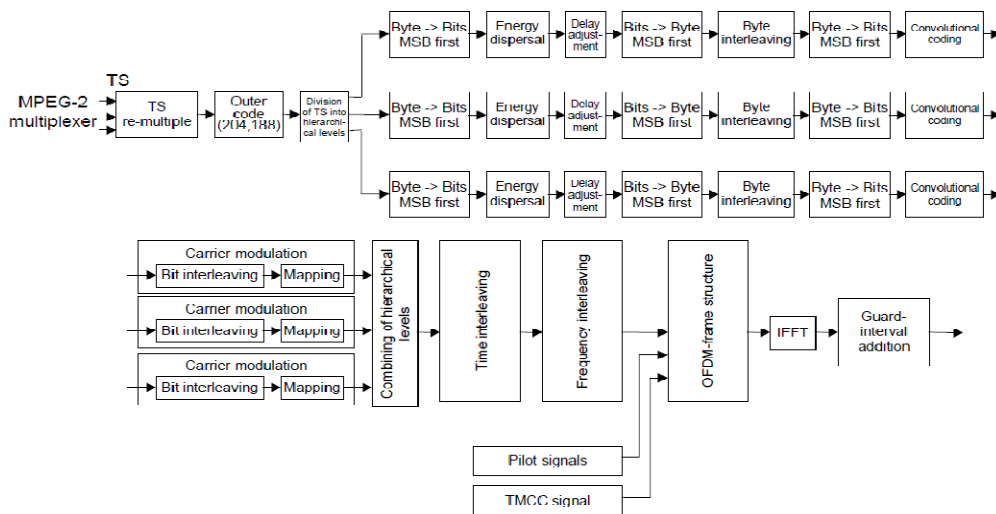 TS
MPEG-2
multiplexer
TS
re-multiple
Outer
code
(204,188)
Division
of TS into
hierarchi-
cal levels
Byte -> Bits
MSB first
Energy
dispersal
Delay
adjust-
ment
Bits -> Byte
MSB first
Byte
interleaving
Byte -> Bits
MSB first
Convolutional
coding
Byte -> Bits
MSB first
Energy
dispersal
Delay
adjust-
ment
Bits -> Byte
MSB first
Byte
interleaving
Byte -> Bits
MSB first
Convolutional
coding
Byte -> Bits
MSB first
Energy
dispersal
Delay
adjust-
ment
Bits -> Byte
MSB first
Byte
interleaving
Byte -> Bits
MSB first
Convolutional
coding
Carrier modulation
Bit interleaving
Mapping
Carrier modulation
Bit interleaving
Mapping
Carrier modulation
Bit interleaving
Mapping
Combining of hierarchical
levels
Time interleaving
Frequency interleaving
OFDM-frame structure
IFFT
Guard-
interval
addition
Pilot signals
TMCC signal